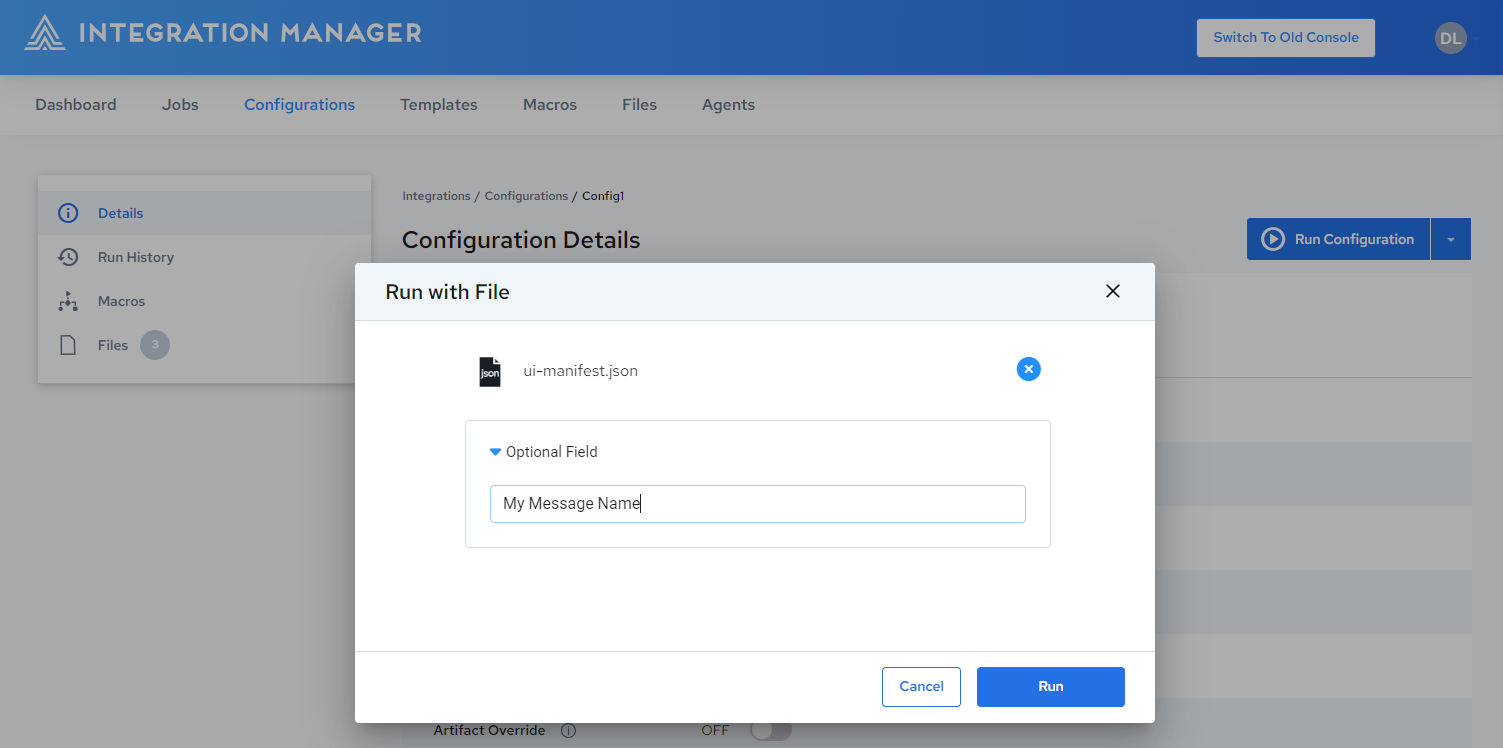 INTEGRATION MANAGER
Switch To Old Console
DL
Dashboard Jobs Configurations Templates Macros Files Agents
Details
Run History
Macros
Files 3
Integrations / Configurations / Config1
Configuration Details
Run Configuration
Run with File
json
ui-manifest.json
Optional Field
My Message Name
Cancel
Run
Artifact Override OFF